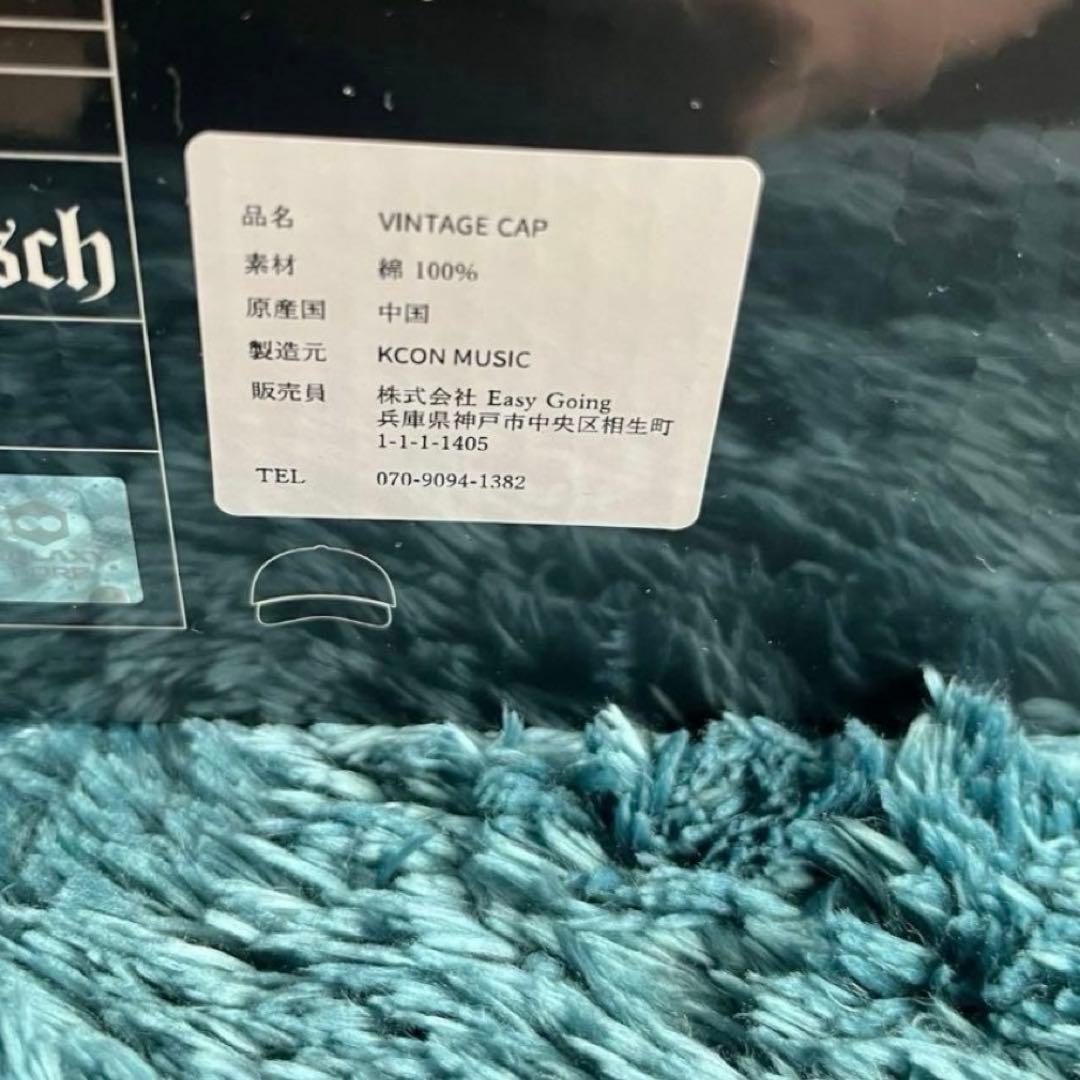 品名 VINTAGE CAP
素材 綿 100%
原産国 中国
製造元 KCON MUSIC
販売員 株式会社 Easy Going
兵庫県神戸市中央区相生町
1-1-1-1405
TEL 070-9094-1382
sch